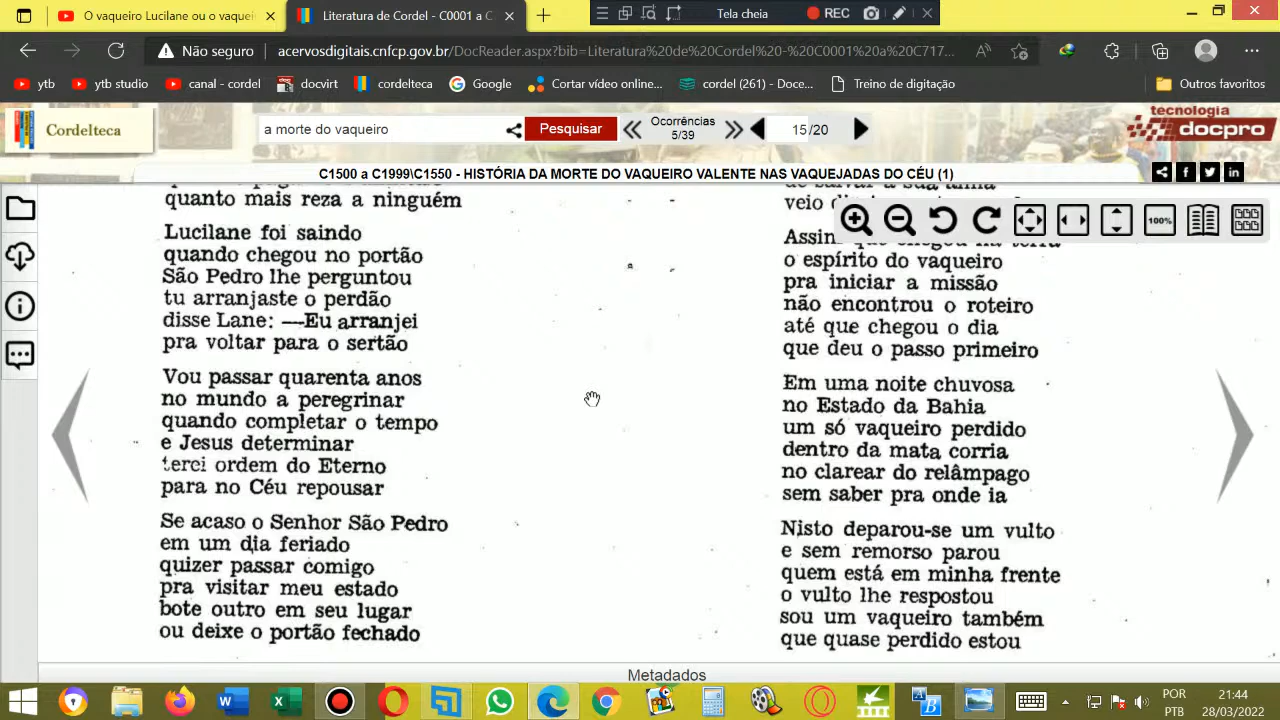 O vaqueiro Lucilane ou o vaquei
Literatura de Cordel - C0001 a C
Tela cheia
REC
Não seguro
acervosdigitais.cnfcp.gov.br/DocReader.aspx?bib=Literatura%20de%20Cordel%20-%20C0001%20a%20C717...
ytb
ytb studio
canal - cordel
docvirt
cordelteca
Google
Cortar vídeo online...
cordel (261) - Doce...
Treino de digitação
Outros favoritos
Cordelteca
a morte do vaqueiro
Pesquisar
Ocorrências
5/39
15/20
tecnologia
docpro
C1500 a C1999\C1550 - HISTÓRIA DA MORTE DO VAQUEIRO VALENTE NAS VAQUEJADAS DO CÉU (1)
100%
quanto mais reza a ninguém
Lucilane foi saindo
quando chegou no portão
São Pedro lhe perguntou
tu arranjaste o perdão
disse Lane: —Eu arranjei
pra voltar para o sertão
Vou passar quarenta anos
no mundo a peregrinar
quando completar o tempo
e Jesus determinar
terei ordem do Eterno
para no Céu repousar
Se acaso o Senhor São Pedro
em um dia feriado
quizer passar comigo
pra visitar meu estado
bote outro em seu lugar
ou deixe o portão fechado
veio
Assim que chegou na terra
o espírito do vaqueiro
pra iniciar a missão
não encontrou o roteiro
até que chegou o dia
que deu o passo primeiro
Em uma noite chuvosa
no Estado da Bahia
um só vaqueiro perdido
dentro da mata corria
no clarear do relâmpago
sem saber pra onde ia
Nisto deparou-se um vulto
e sem remorso parou
quem está em minha frente
o vulto lhe respostou
sou um vaqueiro também
que quase perdido estou
Metadados
POR
PTB
21:44
28/03/2022